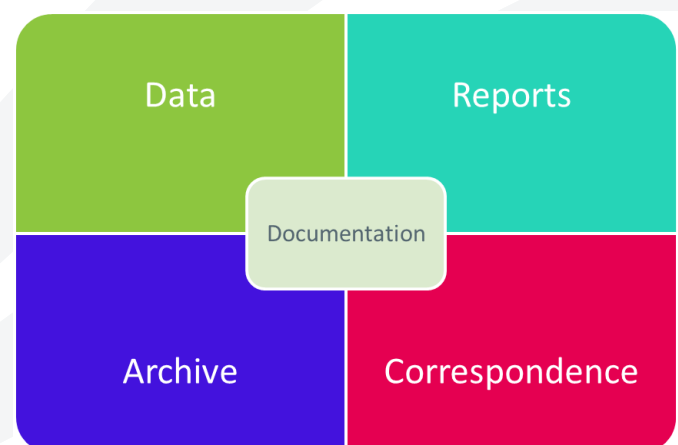 Data
Reports
Documentation
Archive
Correspondence